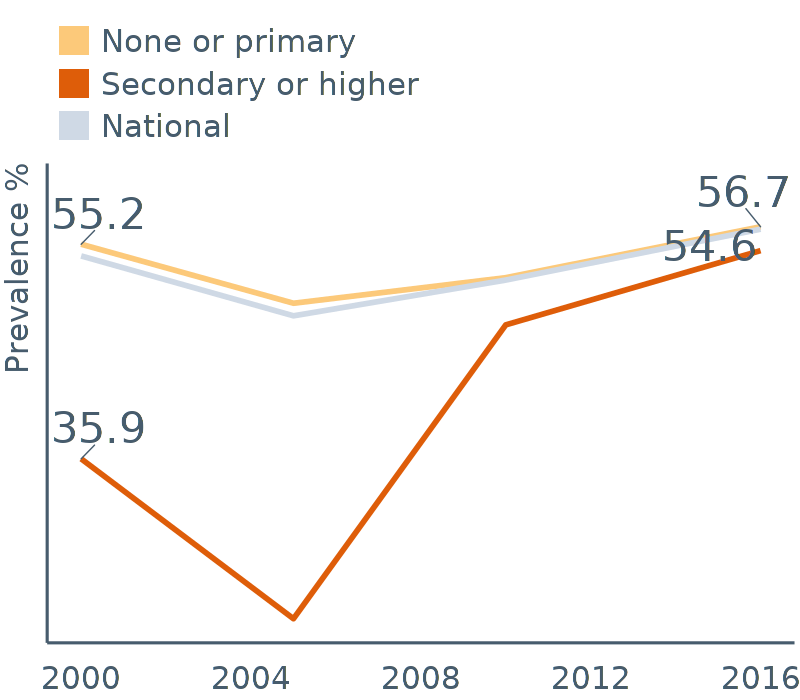 None or primary
Secondary or higher
National
Prevalence %
55.2
56.7
54.6
35.9
2000 2004 2008 2012 2016